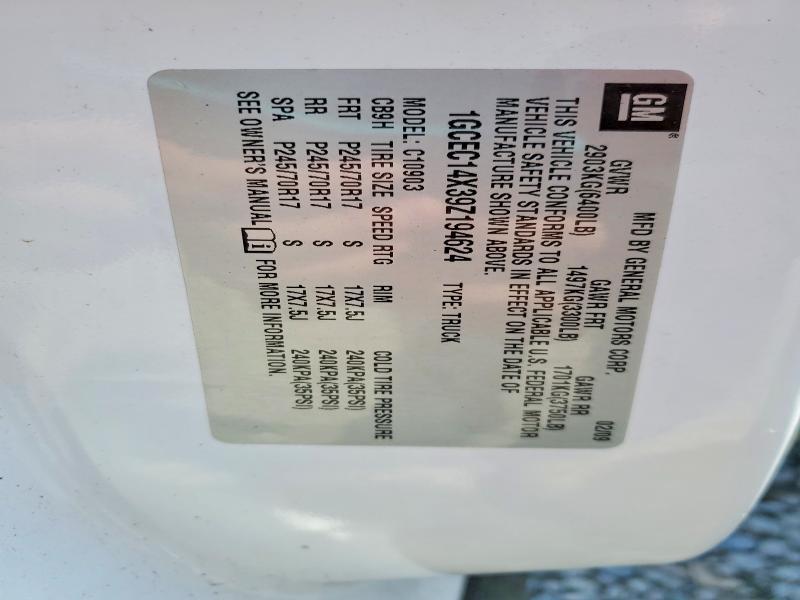 GM®
MFD BY GENERAL MOTORS CORP. 02/09
GVWR GAWR FRT GAWR RR
2903KG(6400LB) 1497KG(3300LB) 1701KG(3750LB)
THIS VEHICLE CONFORMS TO ALL APPLICABLE U.S. FEDERAL MOTOR
VEHICLE SAFETY STANDARDS IN EFFECT ON THE DATE OF
MANUFACTURE SHOWN ABOVE.
1GCEC14X39Z194624 TYPE: TRUCK
MODEL: C10903
CB9H TIRE SIZE SPEED RTG RIM COLD TIRE PRESSURE
FRT P245/70R17 S 17X7.5J 240KPA(35PSI)
RR P245/70R17 S 17X7.5J 240KPA(35PSI)
SPA P245/70R17 S 17X7.5J 240KPA(35PSI)
SEE OWNER'S MANUAL i FOR MORE INFORMATION.